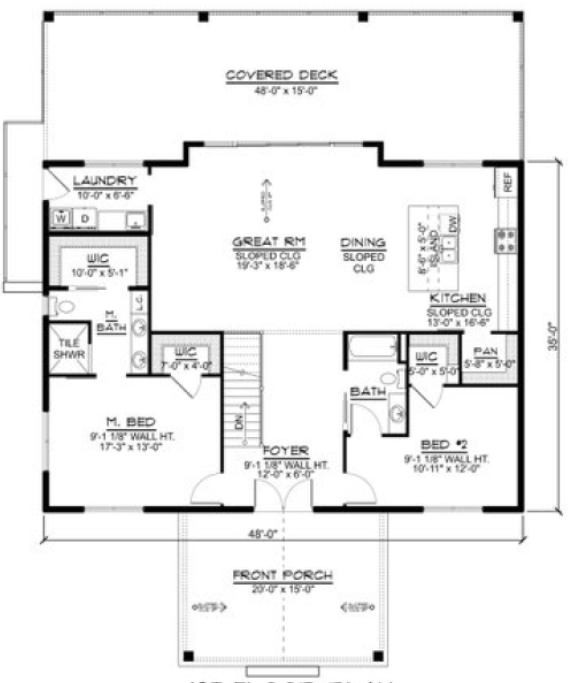 COVERED DECK
48'-0" x 15'-0"
LAUNDRY
10'-0" x 6'-6"
W
D
REF
DW
8'-6" x 5'-0"
ISLAND
GREAT RM
SLOPED CLG
19'-3" x 18'-6"
DINING
SLOPED
CLG
WIC
10'-0" x 5'-1"
L.C.
M.
BATH
TILE
SHWR
KITCHEN
SLOPED CLG
13'-0" x 16'-6"
WIC
7'-0" x 4'-0"
WIC
5'-0" x 5'-0"
PAN
5'-8" x 5'-0"
35'-0"
BATH
DN
M. BED
9'-1 1/8" WALL HT.
17'-3" x 13'-0"
FOYER
9'-1 1/8" WALL HT.
12'-0" x 6'-0"
BED #2
9'-1 1/8" WALL HT.
10'-11" x 12'-0"
48'-0"
FRONT PORCH
20'-0" x 15'-0"